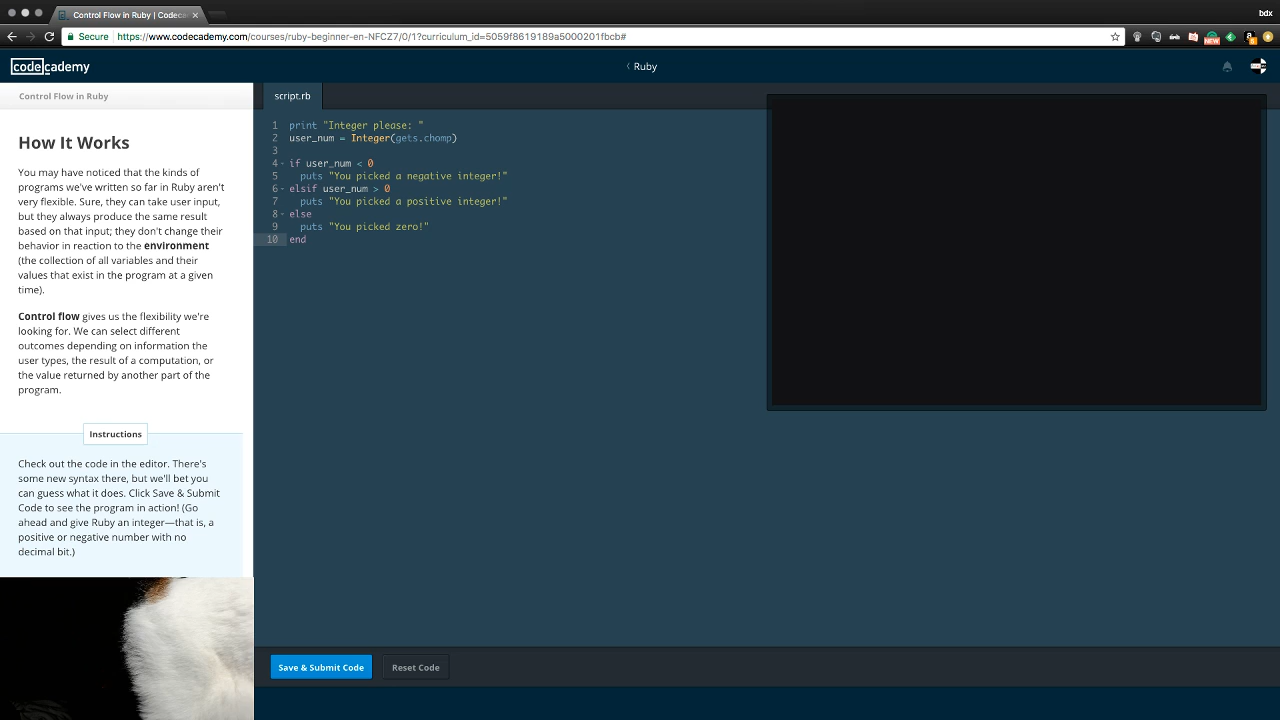 Control Flow in Ruby | Codeca
bdx
Secure
https://www.codecademy.com/courses/ruby-beginner-en-NFCZ7/0/1?curriculum_id=5059f8619189a5000201fbcb#
NEW
codecademy
Ruby
Control Flow in Ruby
How It Works
You may have noticed that the kinds of
programs we've written so far in Ruby aren't
very flexible. Sure, they can take user input,
but they always produce the same result
based on that input; they don't change their
behavior in reaction to the environment
(the collection of all variables and their
values that exist in the program at a given
time).
Control flow gives us the flexibility we're
looking for. We can select different
outcomes depending on information the
user types, the result of a computation, or
the value returned by another part of the
program.
Instructions
Check out the code in the editor. There's
some new syntax there, but we'll bet you
can guess what it does. Click Save & Submit
Code to see the program in action! (Go
ahead and give Ruby an integer—that is, a
positive or negative number with no
decimal bit.)
script.rb
1 print "Integer please: "
2 user_num = Integer(gets.chomp)
3
4 if user_num < 0
5 puts "You picked a negative integer!"
6 elsif user_num > 0
7 puts "You picked a positive integer!"
8 else
9 puts "You picked zero!"
10 end
Save & Submit Code
Reset Code